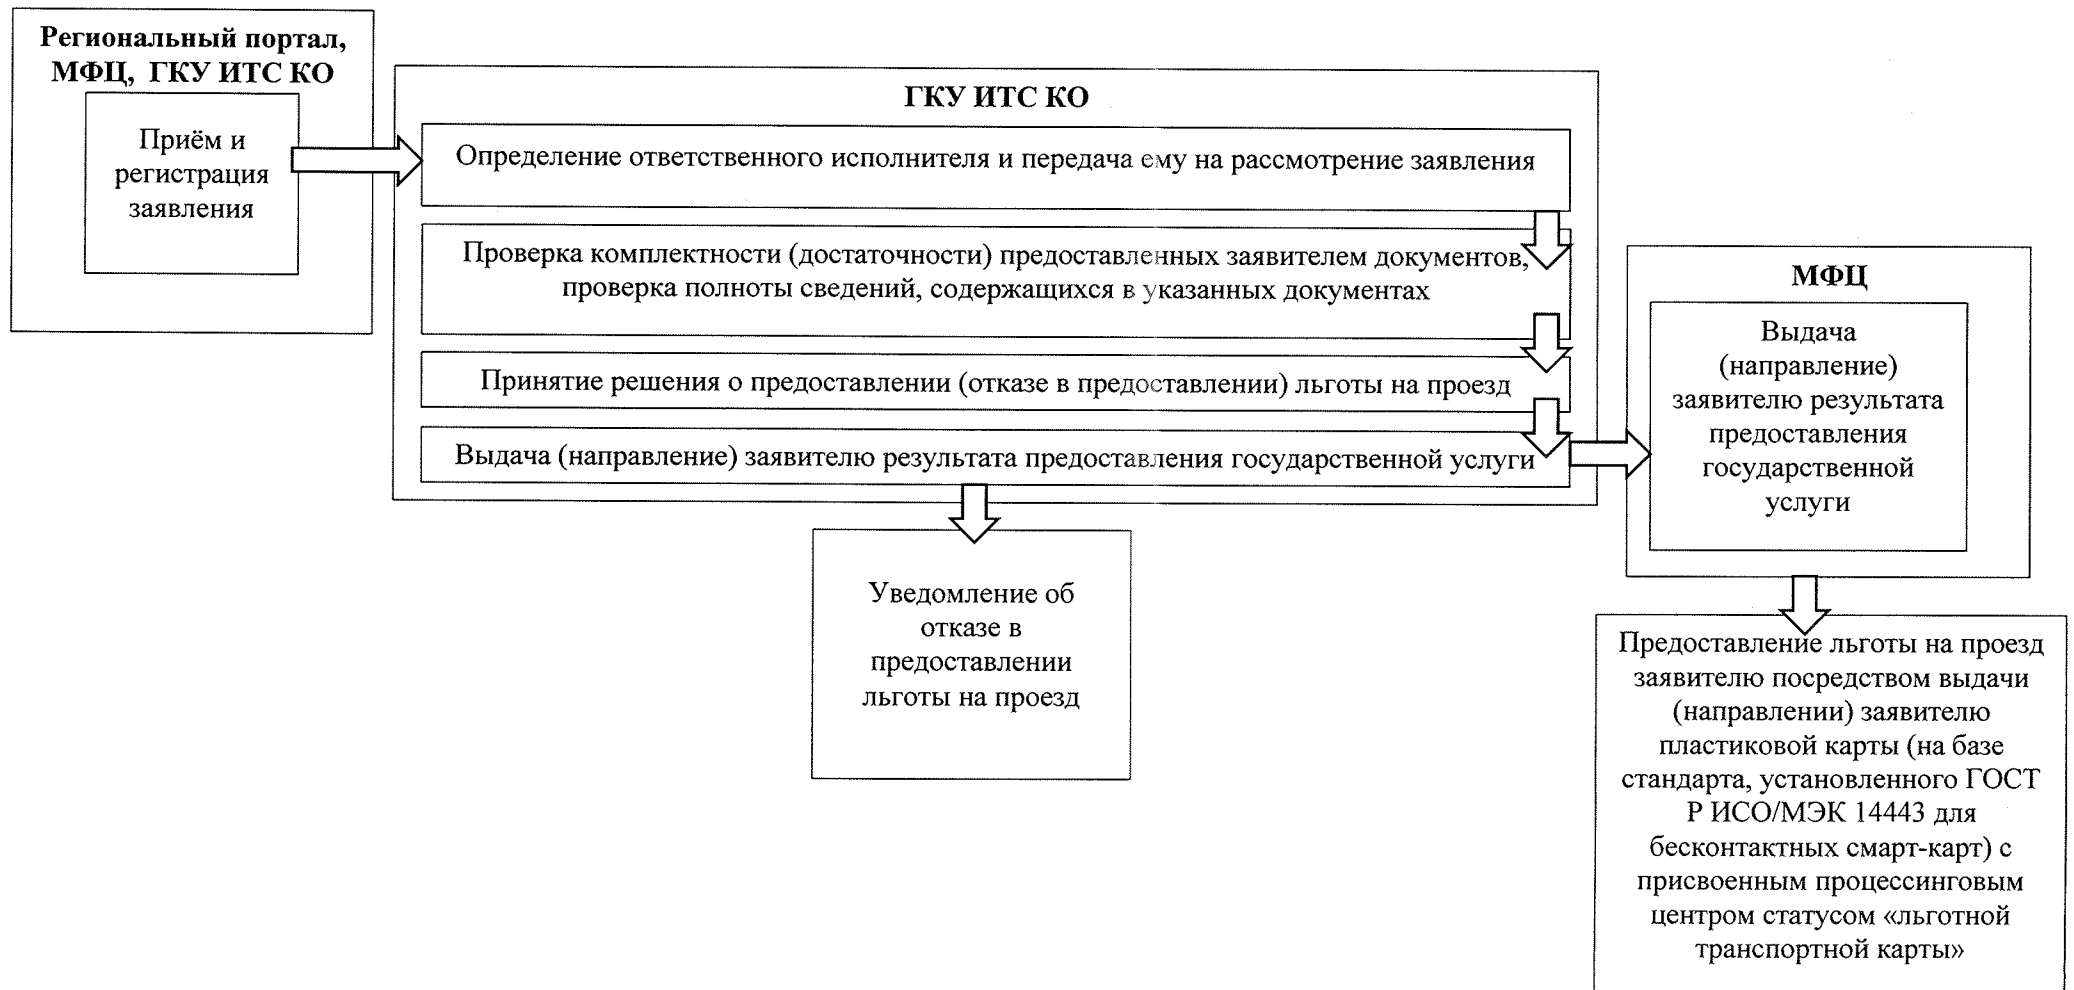 Региональный портал,
МФЦ, ГКУ ИТС КО
Приём и
регистрация
заявления
ГКУ ИТС КО
Определение ответственного исполнителя и передача ему на рассмотрение заявления
Проверка комплектности (достаточности) предоставленных заявителем документов,
проверка полноты сведений, содержащихся в указанных документах
Принятие решения о предоставлении (отказе в предоставлении) льготы на проезд
Выдача (направление) заявителю результата предоставления государственной услуги
МФЦ
Выдача
(направление)
заявителю результата
предоставления
государственной
услуги
Уведомление об
отказе в
предоставлении
льготы на проезд
Предоставление льготы на проезд
заявителю посредством выдачи
(направлении) заявителю
пластиковой карты (на базе
стандарта, установленного ГОСТ
Р ИСО/МЭК 14443 для
бесконтактных смарт-карт) с
присвоенным процессинговым
центром статусом «льготной
транспортной карты»